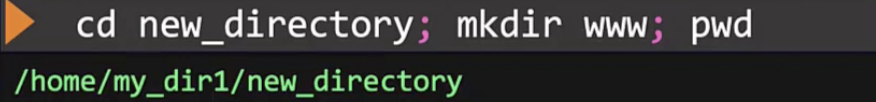 cd new_directory; mkdir www; pwd
/home/my_dir1/new_directory